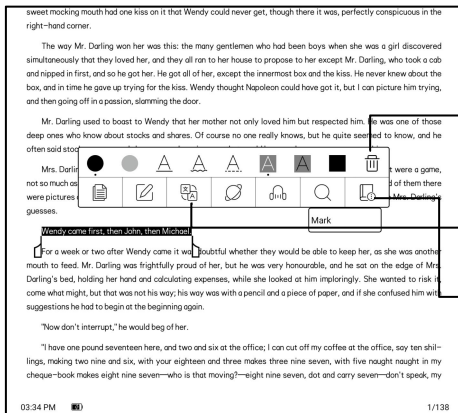 sweet mocking mouth had one kiss on it that Wendy could never get, though there it was, perfectly conspicuous in the
right-hand corner.
The way Mr. Darling won her was this: the many gentlemen who had been boys when she was a girl discovered
simultaneously that they loved her, and they all ran to her house to propose to her except Mr. Darling, who took a cab
and nipped in first, and so he got her. He got all of her, except the innermost box and the kiss. He never knew about the
box, and in time he gave up trying for the kiss. Wendy thought Napoleon could have got it, but I can picture him trying,
and then going off in a passion, slamming the door.
Mr. Darling used to boast to Wendy that her mother not only loved him but respected him. He was one of those
deep ones who know about stocks and shares. Of course no one really knows, but he quite seemed to know, and he
often said
A A A A A
Mrs. t were a game,
not so much as d of them there
were pictures Mrs. Darling's
guesses.
Mark
Wendy came first, then John, then Michael.
For a week or two after Wendy came it was doubtful whether they would be able to keep her, as she was another
mouth to feed. Mr. Darling was frightfully proud of her, but he was very honourable, and he sat on the edge of Mrs.
Darling's bed, holding her hand and calculating expenses, while she looked at him imploringly. She wanted to risk it,
come what might, but that was not his way; his way was with a pencil and a piece of paper, and if she confused him with
suggestions he had to begin at the beginning again.
"Now don't interrupt," he would beg of her.
"I have one pound seventeen here, and two and six at the office; I can cut off my coffee at the office, say ten shil-
lings, making two nine and six, with your eighteen and three makes three nine seven, with five naught naught in my
cheque-book makes eight nine seven—who is that moving?—eight nine seven, dot and carry seven—don't speak, my
03:34 PM 1/138